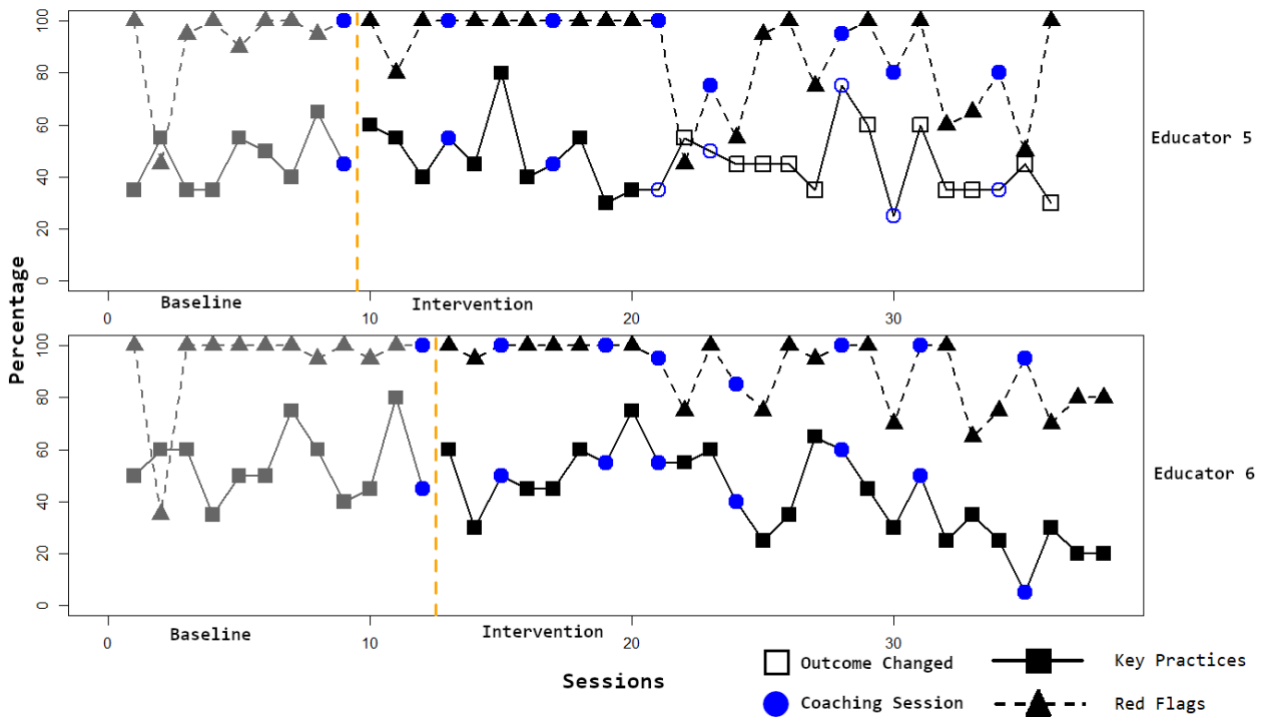 Percentage
100
80
60
40
20
0
Educator 5
Baseline
Intervention
0
10
20
30
100
80
60
40
20
0
Educator 6
Baseline
Intervention
0
10
20
30
Sessions
Outcome Changed
Key Practices
Coaching Session
Red Flags